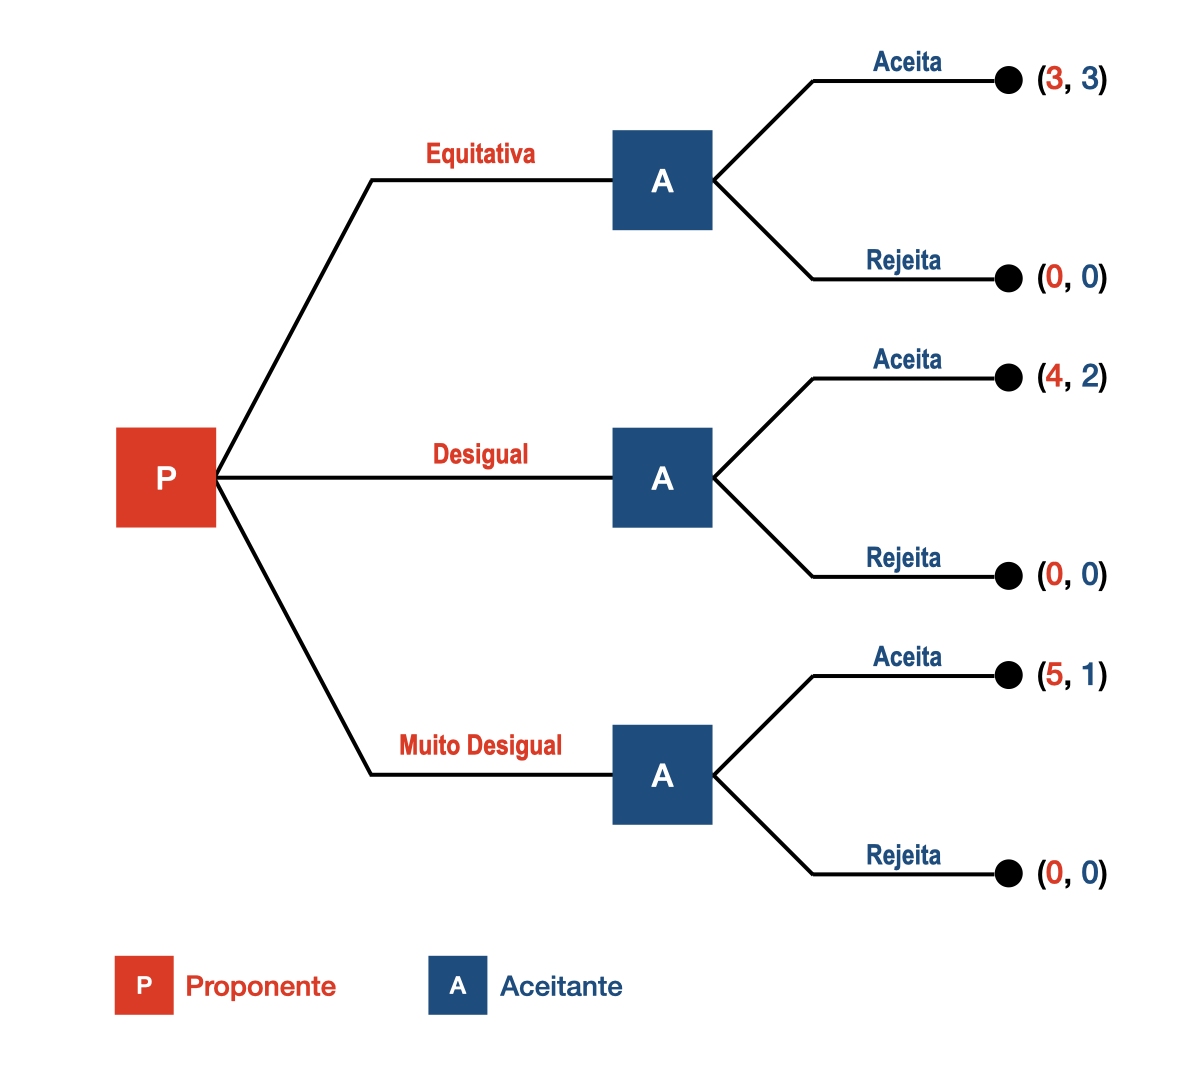 Aceita
(3, 3)
Equitativa
A
Rejeita
(0, 0)
Aceita
(4, 2)
Desigual
P
A
Rejeita
(0, 0)
Aceita
(5, 1)
Muito Desigual
A
Rejeita
(0, 0)
P Proponente
A Aceitante